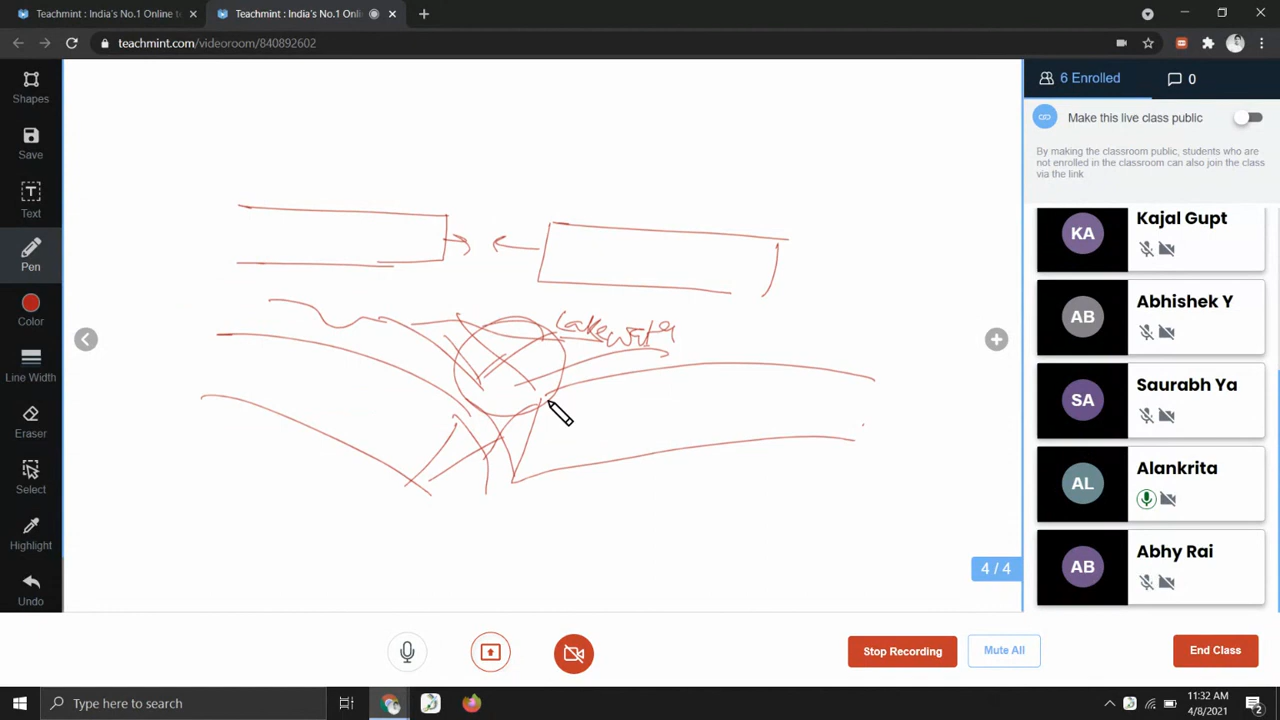 Teachmint : India's No.1 Online t
Teachmint : India's No.1 Onlin
teachmint.com/videoroom/840892602
Shapes
Save
Text
Pen
Color
Line Width
Eraser
Select
Highlight
Undo
Lakewater
4 / 4
6 Enrolled
0
Make this live class public
By making the classroom public, students who are
not enrolled in the classroom can also join the class
via the link
KA
Kajal Gupt
AB
Abhishek Y
SA
Saurabh Ya
AL
Alankrita
AB
Abhy Rai
Stop Recording
Mute All
End Class
Type here to search
11:32 AM
4/8/2021
2